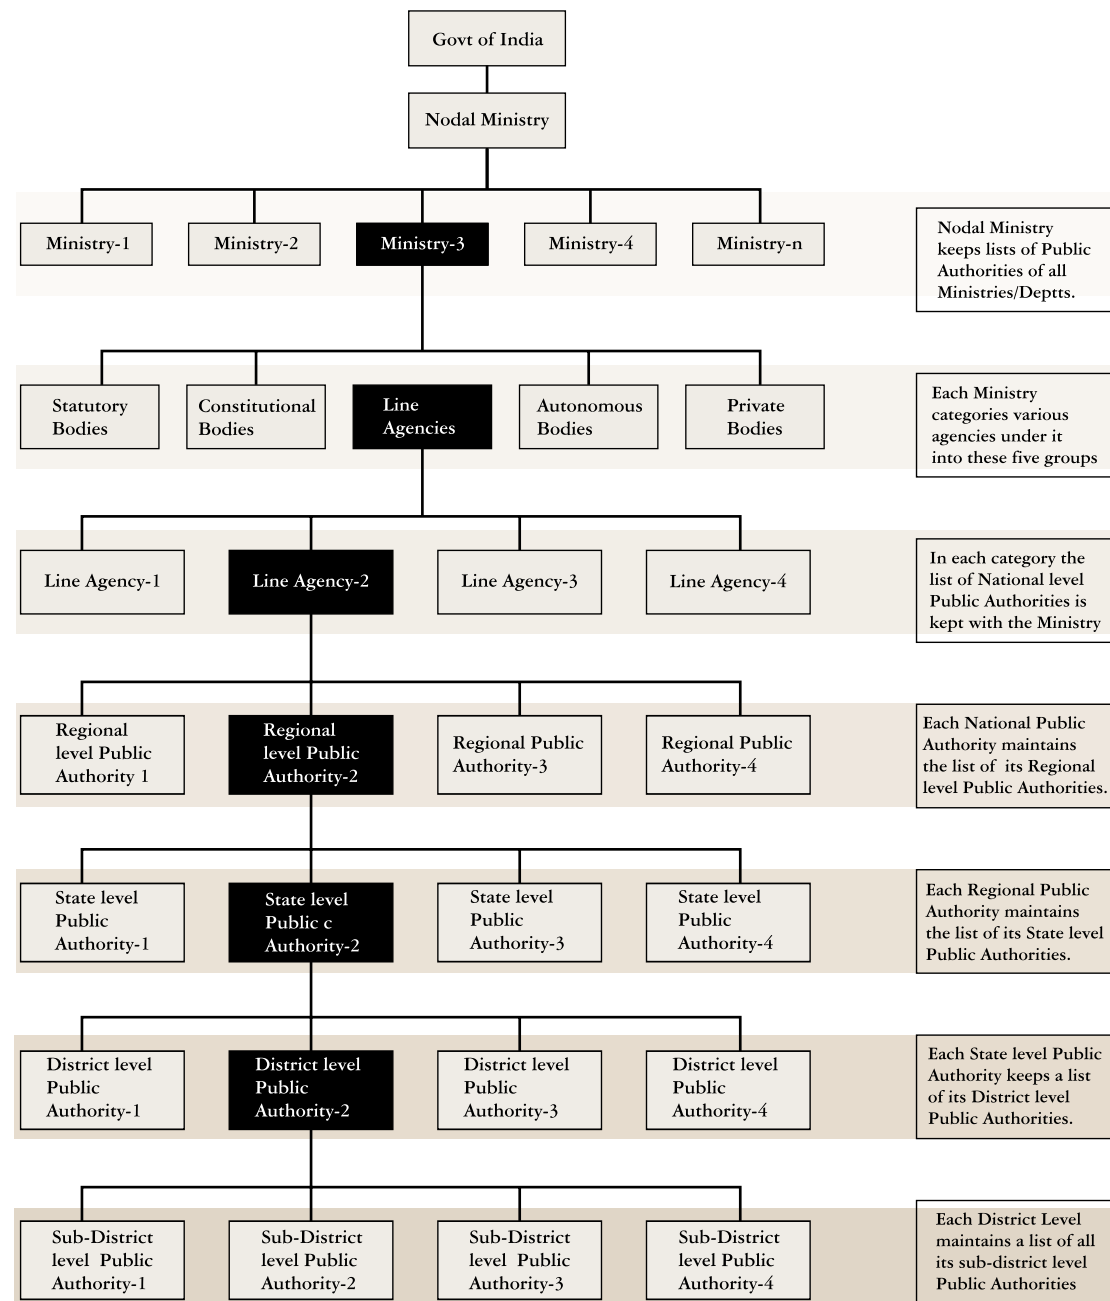 Govt of India
Nodal Ministry
Ministry-1
Ministry-2
Ministry-3
Ministry-4
Ministry-n
Nodal Ministry
keeps lists of Public
Authorities of all
Ministries/Deptts.
Statutory
Bodies
Constitutional
Bodies
Line
Agencies
Autonomous
Bodies
Private
Bodies
Each Ministry
categories various
agencies under it
into these five groups
Line Agency-1
Line Agency-2
Line Agency-3
Line Agency-4
In each category the
list of National level
Public Authorities is
kept with the Ministry
Regional
level Public
Authority 1
Regional
level Public
Authority-2
Regional Public
Authority-3
Regional Public
Authority-4
Each National Public
Authority maintains
the list of its Regional
level Public Authorities.
State level
Public
Authority-1
State level
Public c
Authority-2
State level
Public
Authority-3
State level
Public
Authority-4
Each Regional Public
Authority maintains
the list of its State level
Public Authorities.
District level
Public
Authority-1
District level
Public
Authority-2
District level
Public
Authority-3
District level
Public
Authority-4
Each State level Public
Authority keeps a list
of its District level
Public Authorities.
Sub-District
level Public
Authority-1
Sub-District
level Public
Authority-2
Sub-District
level Public
Authority-3
Sub-District
level Public
Authority-4
Each District Level
maintains a list of all
its sub-district level
Public Authorities